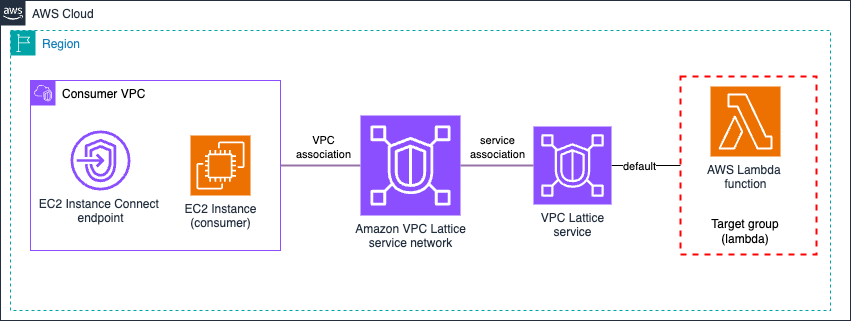 aws
AWS Cloud
Region
Consumer VPC
EC2 Instance Connect
endpoint
EC2 Instance
(consumer)
VPC
association
Amazon VPC Lattice
service network
service
association
VPC Lattice
service
default
AWS Lambda
function
Target group
(lambda)